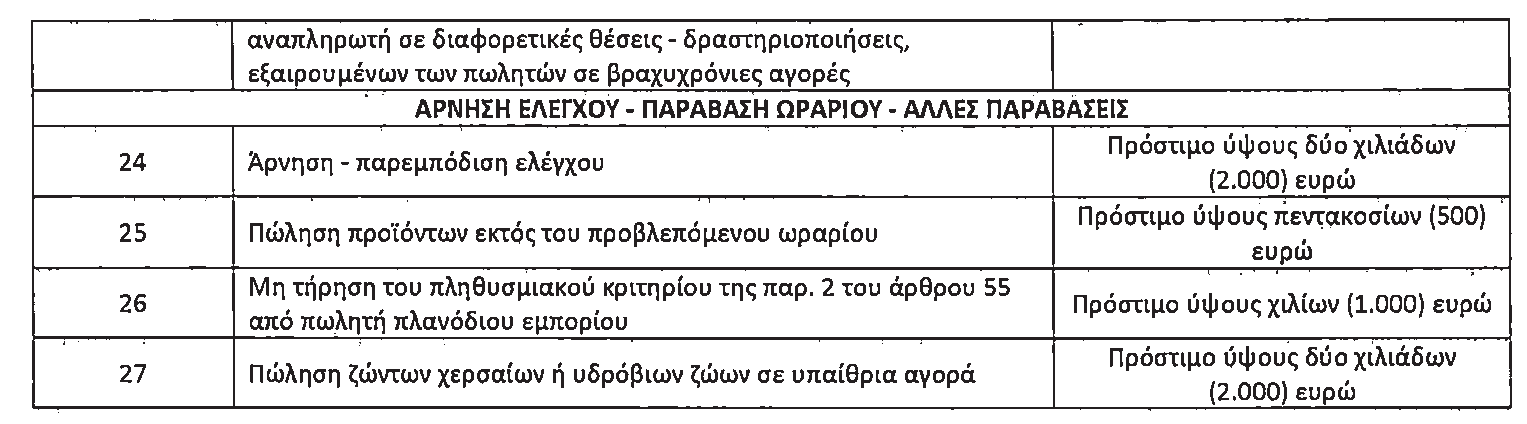 αναπληρωτή σε διαφορετικές θέσεις - δραστηριοποιήσεις,
εξαιρουμένων των πωλητών σε βραχυχρόνιες αγορές
ΑΡΝΗΣΗ ΕΛΕΓΧΟΥ - ΠΑΡΑΒΑΣΗ ΩΡΑΡΙΟΥ - ΑΛΛΕΣ ΠΑΡΑΒΑΣΕΙΣ
24
Άρνηση - παρεμπόδιση ελέγχου
Πρόστιμο ύψους δύο χιλιάδων
(2.000) ευρώ
25
Πώληση προϊόντων εκτός του προβλεπόμενου ωραρίου
Πρόστιμο ύψους πεντακοσίων (500)
ευρώ
26
Μη τήρηση του πληθυσμιακού κριτηρίου της παρ. 2 του άρθρου 55
από πωλητή πλανόδιου εμπορίου
Πρόστιμο ύψους χιλίων (1.000) ευρώ
27
Πώληση ζώντων χερσαίων ή υδρόβιων ζώων σε υπαίθρια αγορά
Πρόστιμο ύψους δύο χιλιάδων
(2.000) ευρώ